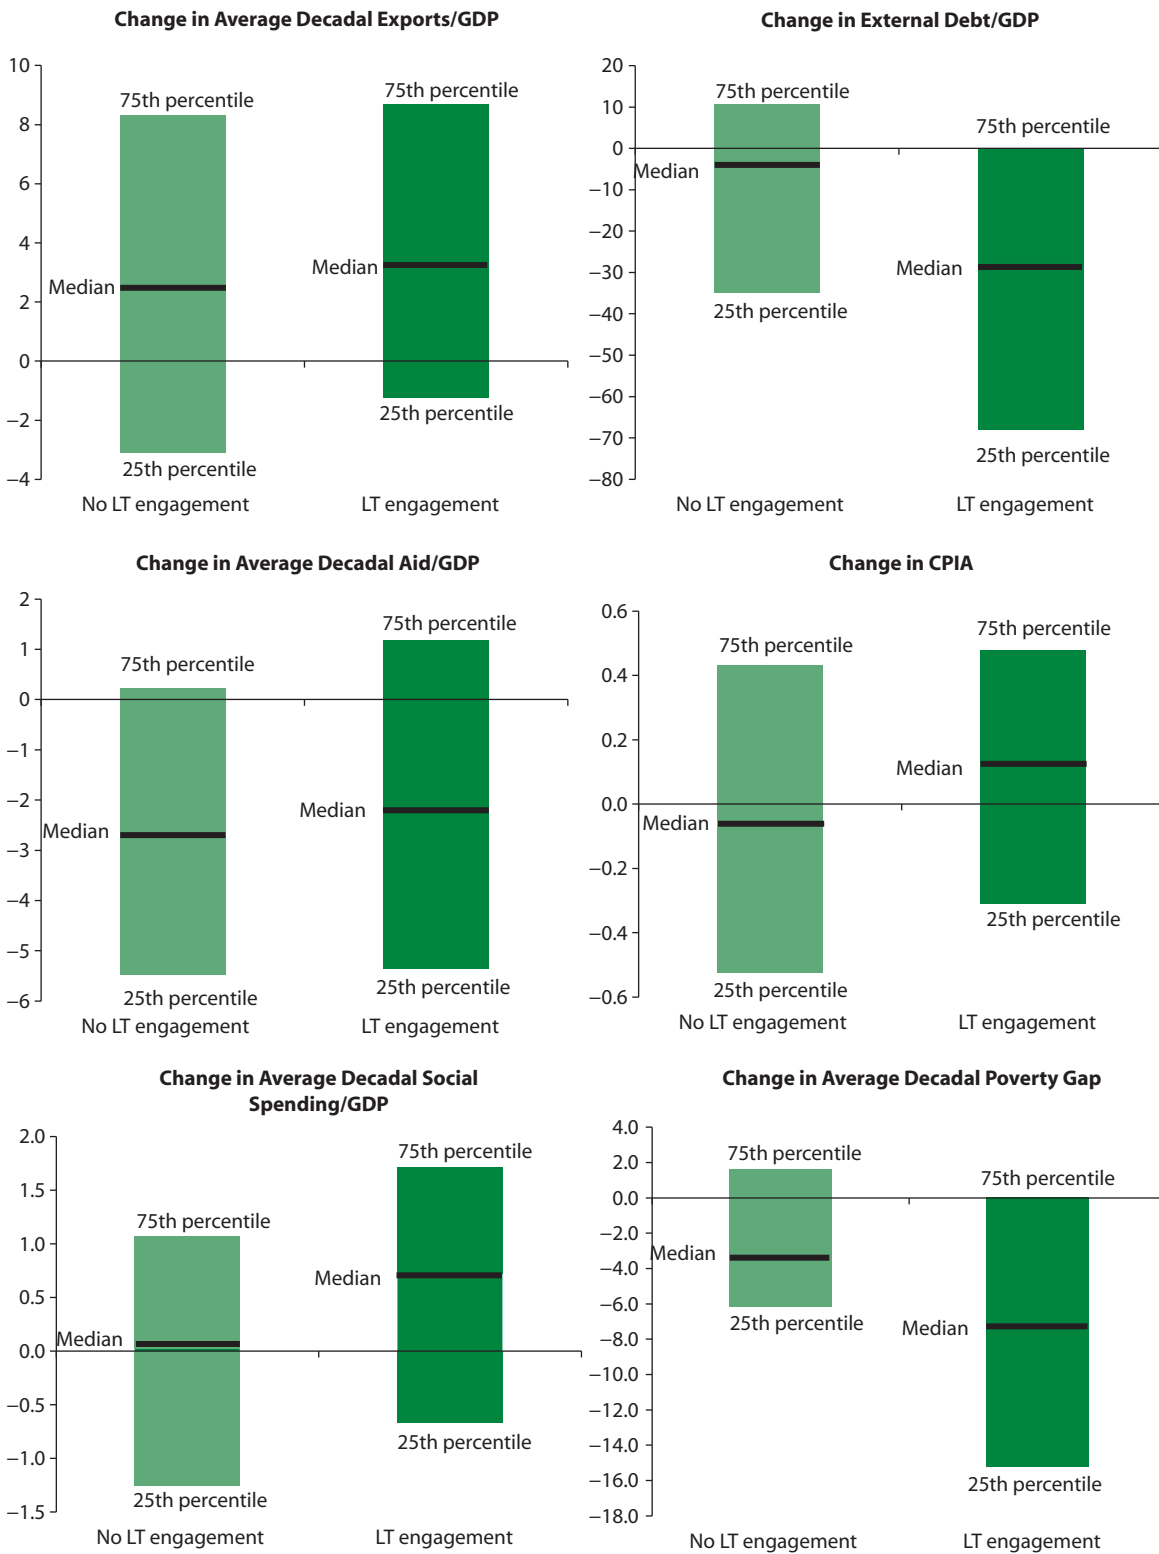 Change in Average Decadal Exports/GDP
10
8
6
4
2
0
−2
−4
75th percentile
Median
25th percentile
75th percentile
Median
25th percentile
No LT engagement
LT engagement
Change in External Debt/GDP
20
10
0
−10
−20
−30
−40
−50
−60
−70
−80
75th percentile
Median
25th percentile
75th percentile
Median
25th percentile
No LT engagement
LT engagement
Change in Average Decadal Aid/GDP
2
1
0
−1
−2
−3
−4
−5
−6
75th percentile
Median
25th percentile
75th percentile
Median
25th percentile
No LT engagement
LT engagement
Change in CPIA
0.6
0.4
0.2
0.0
−0.2
−0.4
−0.6
75th percentile
Median
25th percentile
75th percentile
Median
25th percentile
No LT engagement
LT engagement
Change in Average Decadal Social
Spending/GDP
2.0
1.5
1.0
0.5
0.0
−0.5
−1.0
−1.5
75th percentile
Median
25th percentile
75th percentile
Median
25th percentile
No LT engagement
LT engagement
Change in Average Decadal Poverty Gap
4.0
2.0
0.0
−2.0
−4.0
−6.0
−8.0
−10.0
−12.0
−14.0
−16.0
−18.0
75th percentile
Median
25th percentile
75th percentile
Median
25th percentile
No LT engagement
LT engagement